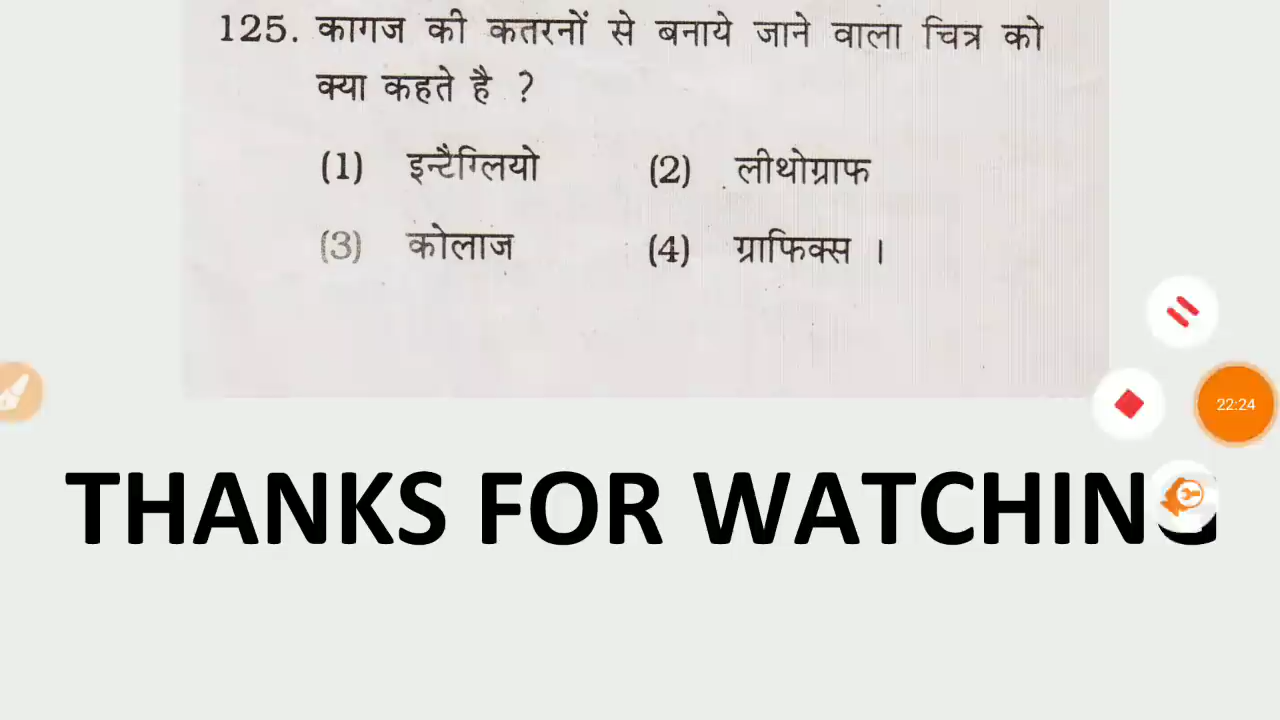 125. कागज की कतरनों से बनाये जाने वाला चित्र को
क्या कहते है ?
(1) इन्टैग्लियो (2) लीथोग्राफ
(3) कोलाज (4) ग्राफिक्स ।
22:24
THANKS FOR WATCHING